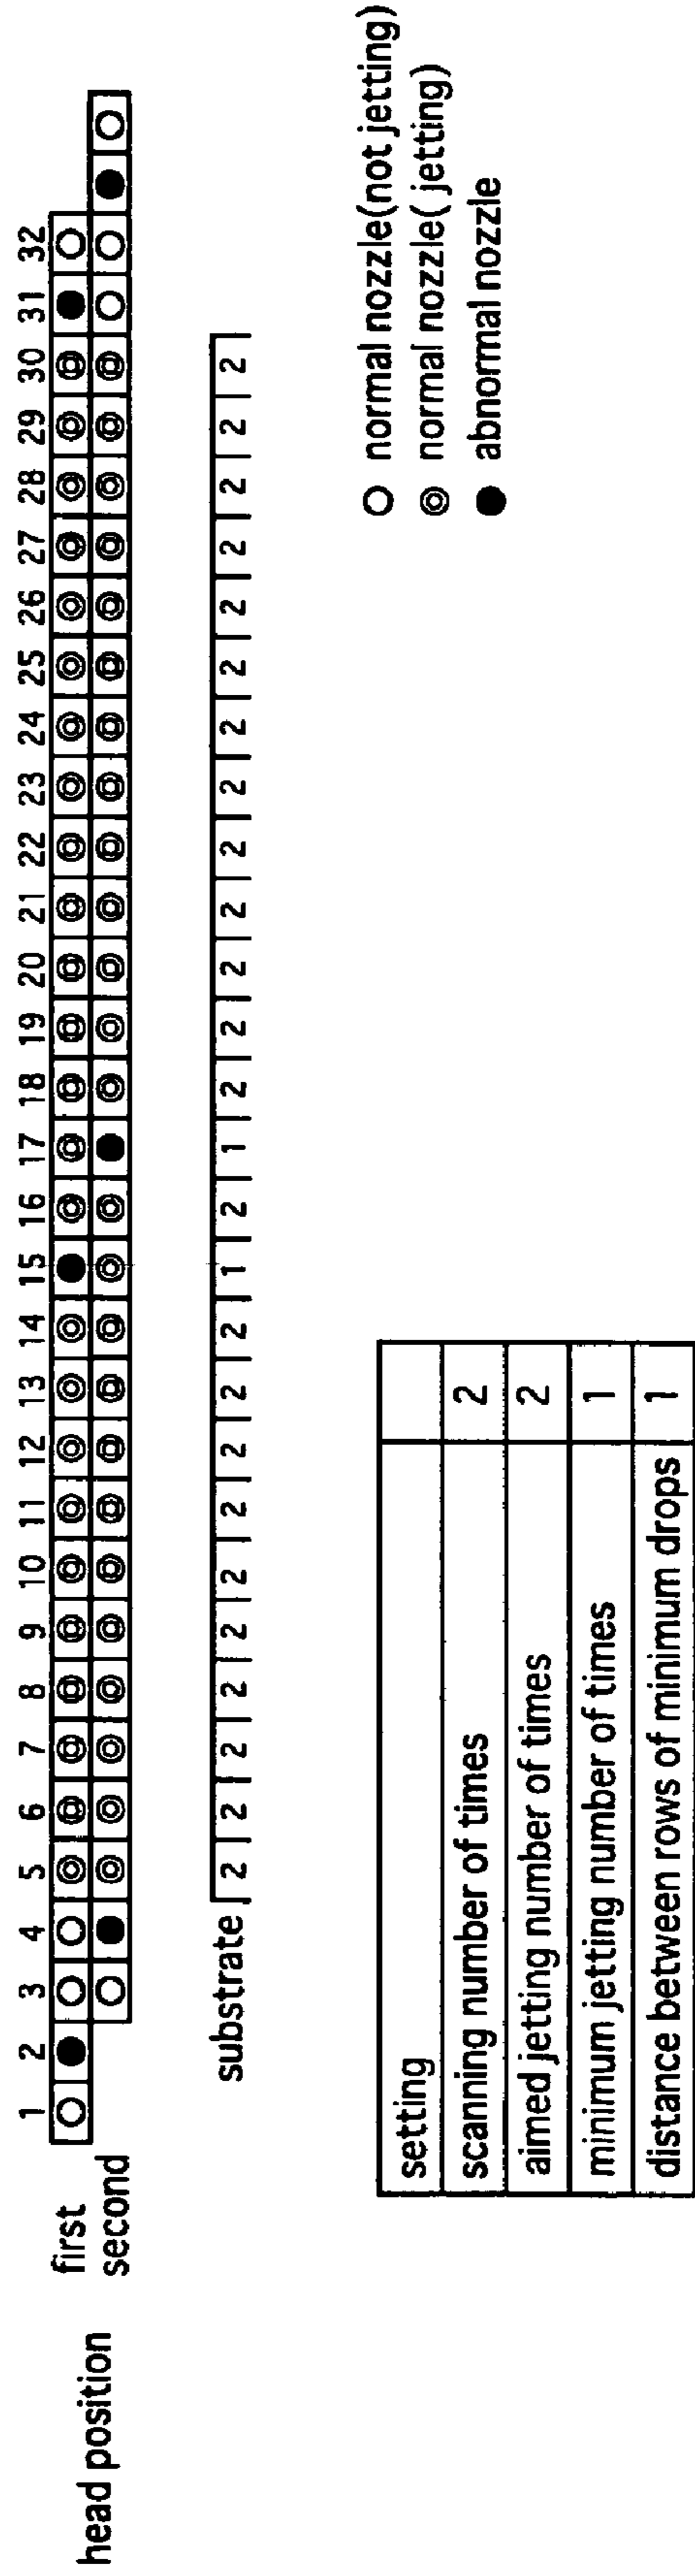 1 2 3 4 5 6 7 8 9 10 11 12 13 14 15 16 17 18 19 20 21 22 23 24 25 26 27 28 29 30 31 32
head position
first
second
substrate 2 2 2 2 2 2 2 2 2 2 1 2 1 2 2 2 2 2 2 2 2 2 2 2 2 2
normal nozzle(not jetting)
normal nozzle( jetting)
abnormal nozzle
setting
scanning number of times 2
aimed jetting number of times 2
minimum jetting number of times 1
distance between rows of minimum drops 1